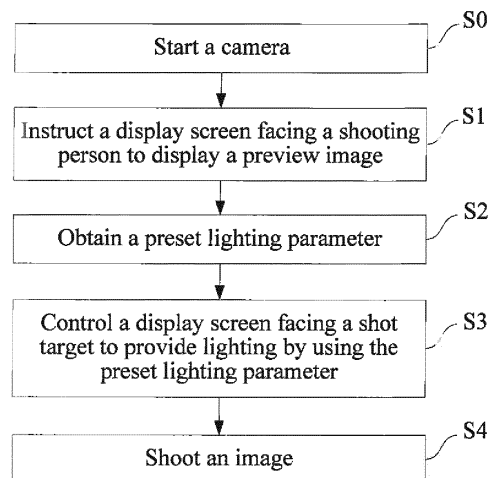 S0
Start a camera
S1
Instruct a display screen facing a shooting
person to display a preview image
S2
Obtain a preset lighting parameter
S3
Control a display screen facing a shot
target to provide lighting by using the
preset lighting parameter
S4
Shoot an image